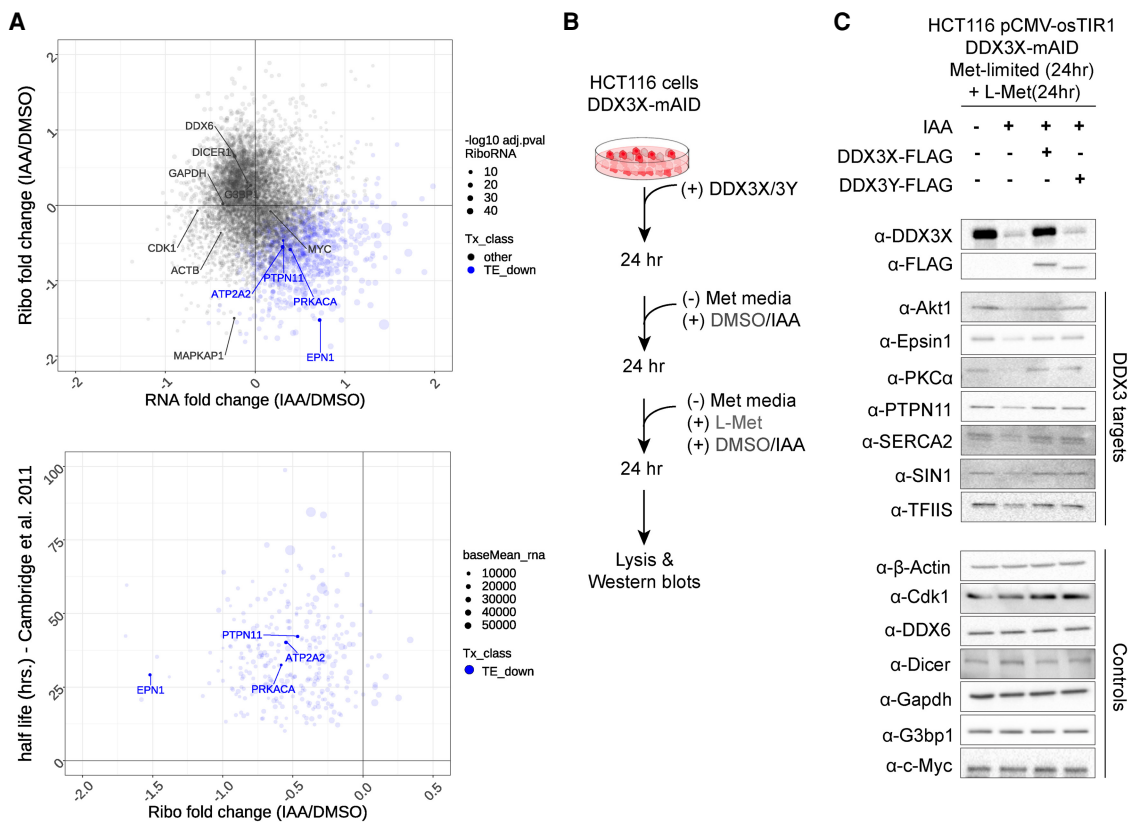 A
2
1
0
-1
-2
-2
-1
0
1
2
Ribo fold change (IAA/DMSO)
RNA fold change (IAA/DMSO)
DDX6
DICER1
GAPDH
G3BP1
CDK1
ACTB
MYC
PTPN11
ATP2A2
PRKACA
MAPKAP1
EPN1
-log10 adj.pval
RiboRNA
10
20
30
40
Tx_class
other
TE_down
100
75
50
25
0
-2.0
-1.5
-1.0
-0.5
0.0
0.5
half life (hrs.) - Cambridge et al. 2011
Ribo fold change (IAA/DMSO)
PTPN11
ATP2A2
EPN1
PRKACA
baseMean_rna
10000
20000
30000
40000
50000
Tx_class
TE_down
B
HCT116 cells
DDX3X-mAID
(+) DDX3X/3Y
24 hr
(-) Met media
(+) DMSO/IAA
24 hr
(-) Met media
(+) L-Met
(+) DMSO/IAA
24 hr
Lysis &
Western blots
C
HCT116 pCMV-osTIR1
DDX3X-mAID
Met-limited (24hr)
+ L-Met(24hr)
IAA - + + +
DDX3X-FLAG - - + -
DDX3Y-FLAG - - - +
α-DDX3X
α-FLAG
α-Akt1
α-Epsin1
α-PKCα
α-PTPN11
α-SERCA2
α-SIN1
α-TFIIS
DDX3 targets
α-β-Actin
α-Cdk1
α-DDX6
α-Dicer
α-Gapdh
α-G3bp1
α-c-Myc
Controls